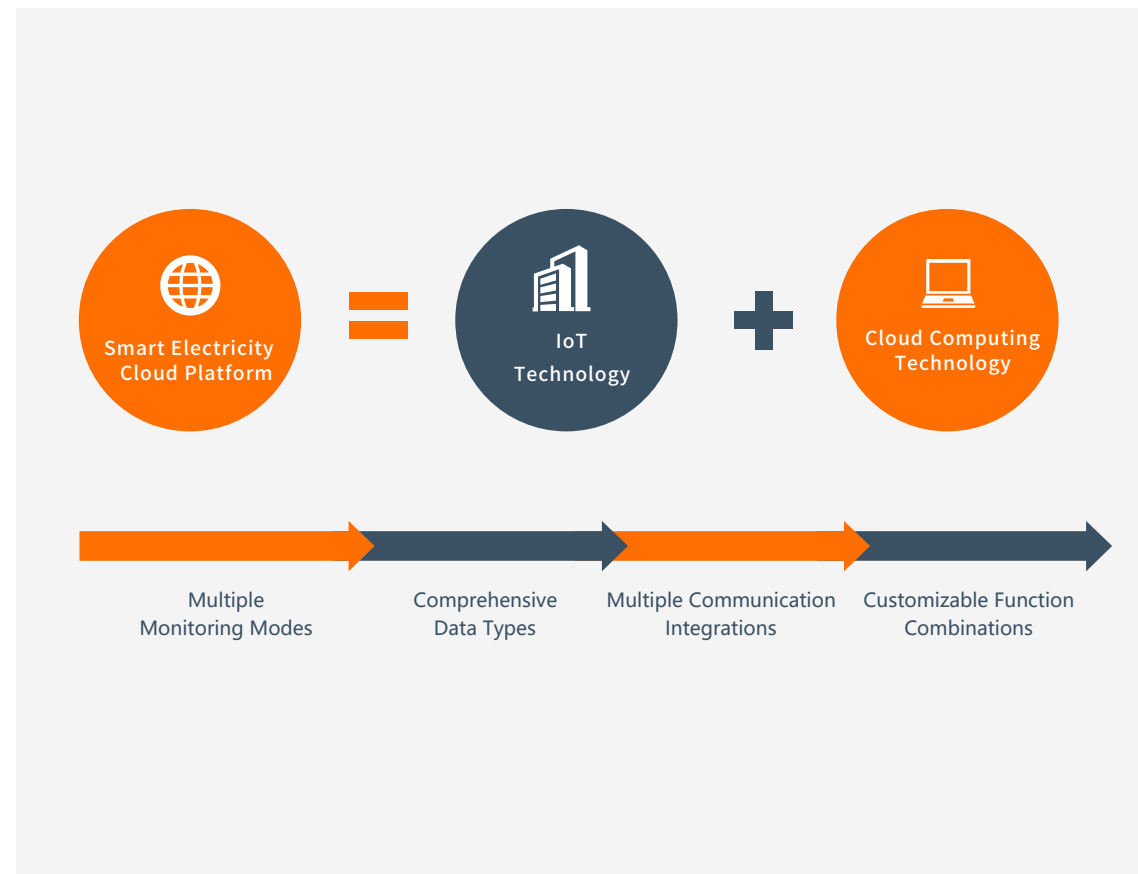 Smart Electricity
Cloud Platform
IoT
Technology
Cloud Computing
Technology
Multiple
Monitoring Modes
Comprehensive
Data Types
Multiple Communication
Integrations
Customizable Function
Combinations